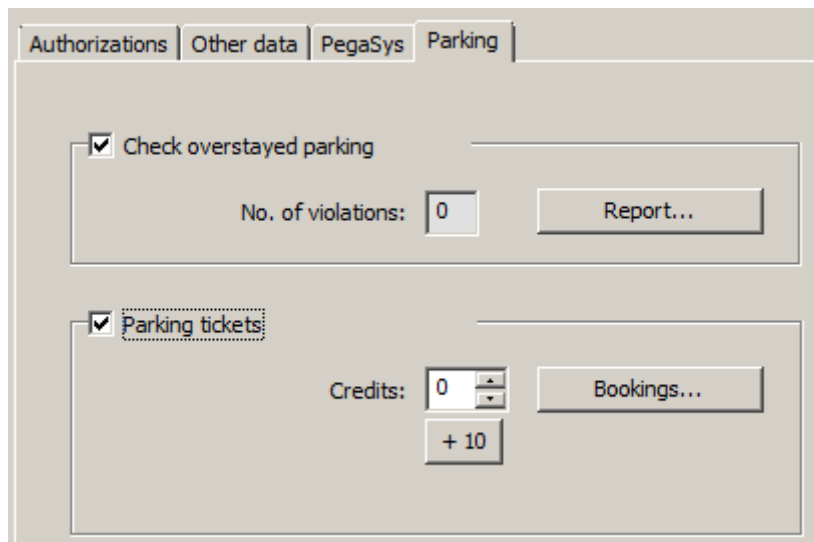 Authorizations Other data PegaSys Parking
Check overstayed parking
No. of violations: 0 Report...
Parking tickets
Credits: 0 Bookings...
+ 10